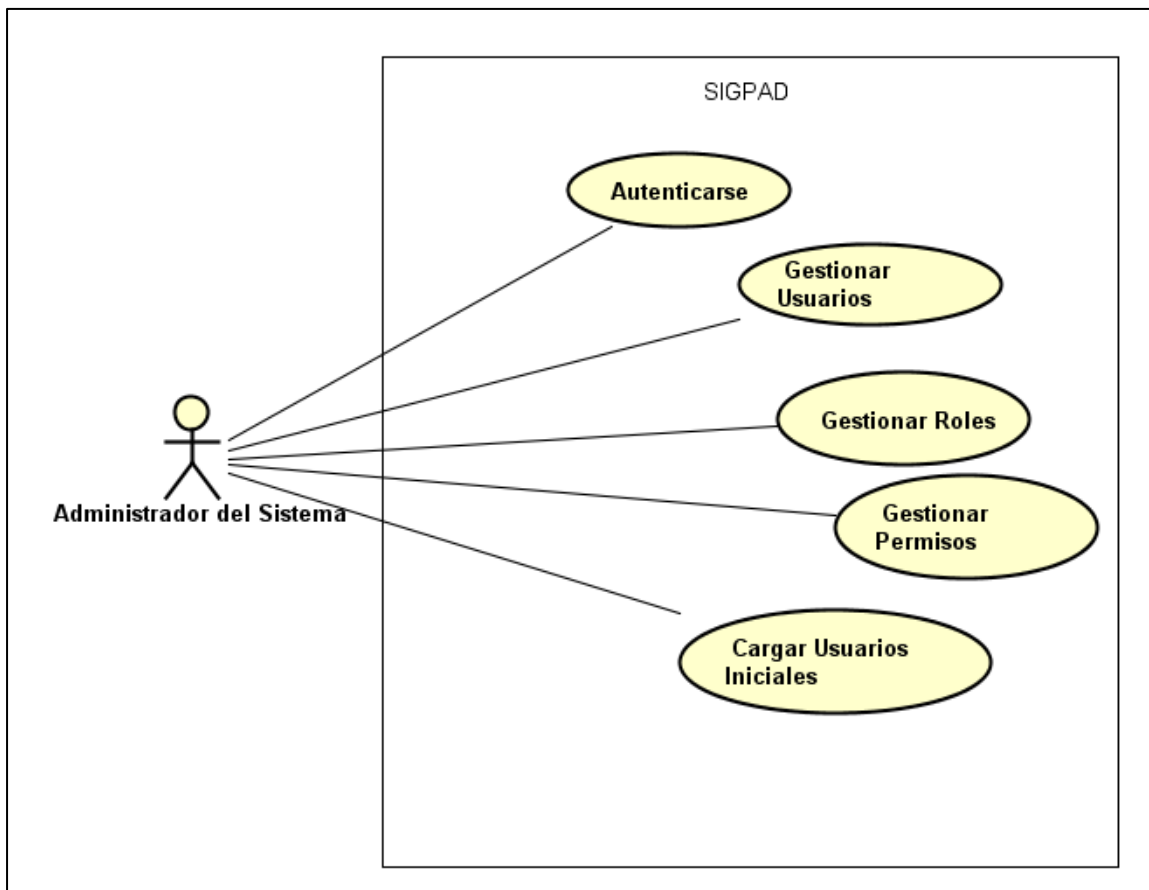 SIGPAD
Autenticarse
Gestionar
Usuarios
Gestionar Roles
Administrador del Sistema
Gestionar
Permisos
Cargar Usuarios
Iniciales